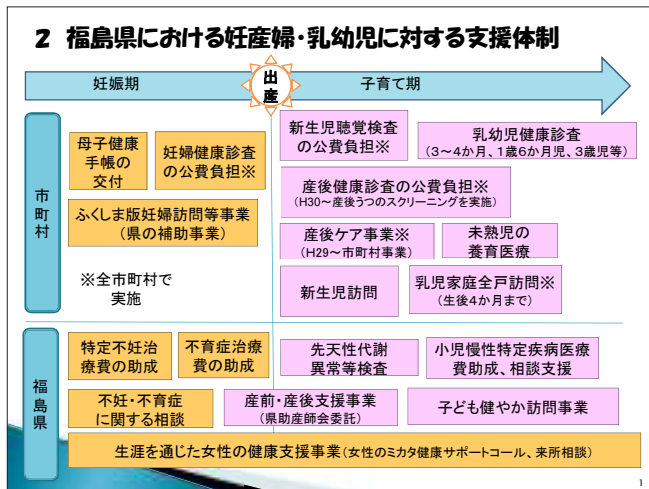 2 福島県における妊産婦・乳幼児に対する支援体制
妊娠期
出
産
子育て期
市
町
村
母子健康
手帳の
交付
妊婦健康診査
の公費負担※
新生児聴覚検査
の公費負担※
乳幼児健康診査
(3～4か月、1歳6か月児、3歳児等)
産後健康診査の公費負担※
(H30～産後うつのスクリーニングを実施)
ふくしま版妊婦訪問等事業
(県の補助事業)
産後ケア事業※
(H29～市町村事業)
未熟児の
養育医療
※全市町村で
実施
新生児訪問
乳児家庭全戸訪問※
(生後4か月まで)
福
島
県
特定不妊治
療費の助成
不育症治療
費の助成
先天性代謝
異常等検査
小児慢性特定疾病医療
費助成、相談支援
不妊・不育症
に関する相談
産前・産後支援事業
(県助産師会委託)
子ども健やか訪問事業
生涯を通じた女性の健康支援事業(女性のミカタ健康サポートコール、来所相談)
1